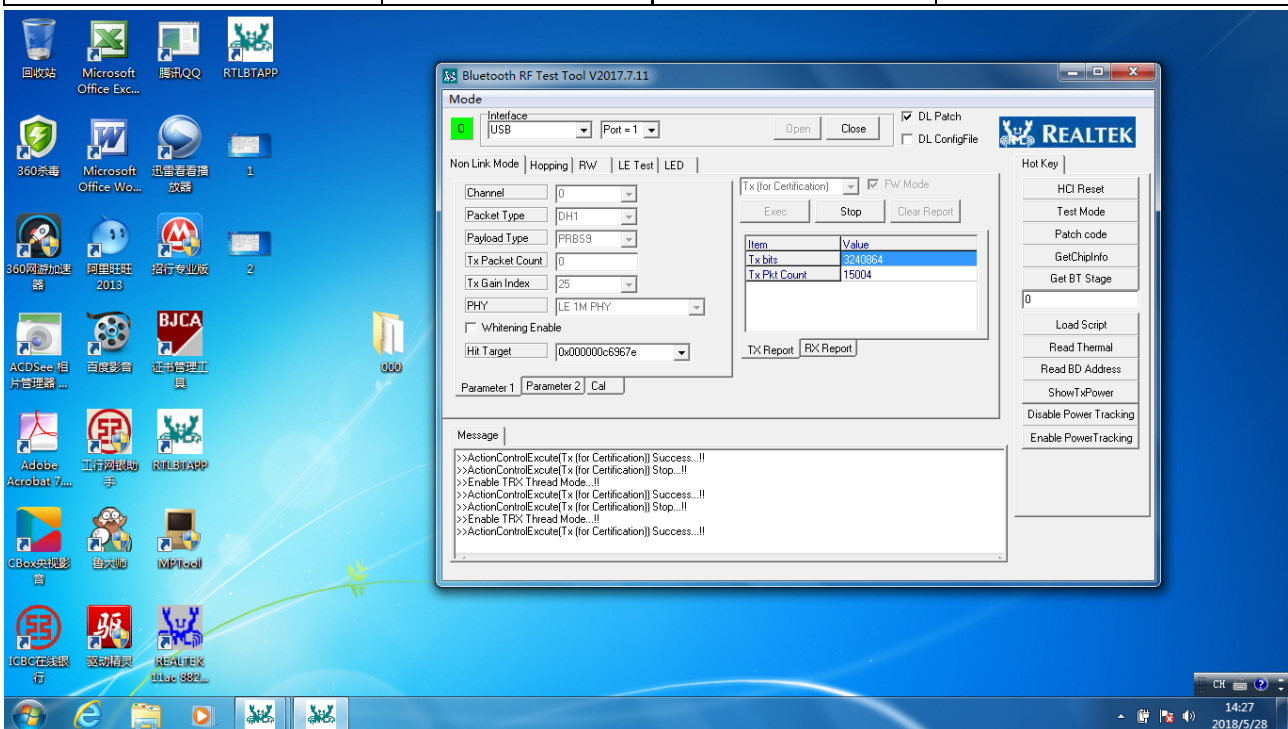 回收站
Microsoft Office Exc...
腾讯QQ
RTLBTAPP
360杀毒
Microsoft Office Wo...
迅雷看看播放器
1
360网游加速器
阿里旺旺 2013
招行专业版
2
ACDSee 相片管理器 ...
百度影音
BJCA
证书管理工具
000
Adobe Acrobat 7....
工行网银助手
RTLBTAPP
CBox央视影音
鲁大师
MPTool
ICBC在线银行
驱动精灵
REALTEK 11ac 882...
Bluetooth RF Test Tool V2017.7.11
Mode
0
Interface
USB
Port = 1
Open
Close
DL Patch
DL ConfigFile
REALTEK
Non Link Mode
Hopping
RW
LE Test
LED
Channel
0
Packet Type
DH1
Payload Type
PRBS9
Tx Packet Count
0
Tx Gain Index
25
PHY
LE 1M PHY
Whitening Enable
Hit Target
0x000000c6967e
Parameter 1
Parameter 2
Cal
Tx (for Certification)
FW Mode
Exec
Stop
Clear Report
Item Value
Tx bits 3240864
Tx Pkt Count 15004
TX Report
RX Report
Hot Key
HCI Reset
Test Mode
Patch code
GetChipInfo
Get BT Stage
0
Load Script
Read Thermal
Read BD Address
ShowTxPower
Disable Power Tracking
Enable PowerTracking
Message
>>ActionControlExcute(Tx (for Certification)) Success...!!
>>ActionControlExcute(Tx (for Certification)) Stop...!!
>>Enable TRX Thread Mode...!!
>>ActionControlExcute(Tx (for Certification)) Success...!!
>>ActionControlExcute(Tx (for Certification)) Stop...!!
>>Enable TRX Thread Mode...!!
>>ActionControlExcute(Tx (for Certification)) Success...!!
CH
14:27
2018/5/28